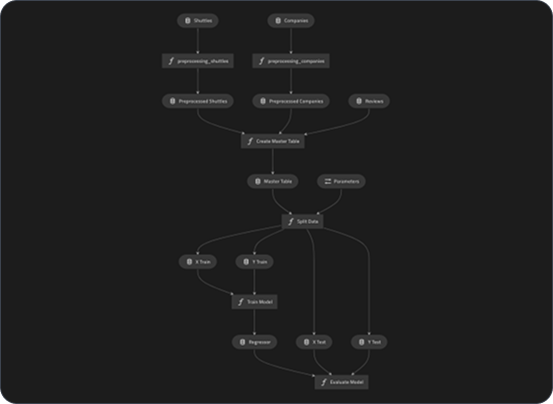 Shuttles
Companies
preprocessing_shuttles
preprocessing_companies
Preprocessed Shuttles
Preprocessed Companies
Reviews
Create Master Table
Master Table
Parameters
Split Data
X Train
Y Train
Train Model
Regressor
X Test
Y Test
Evaluate Model